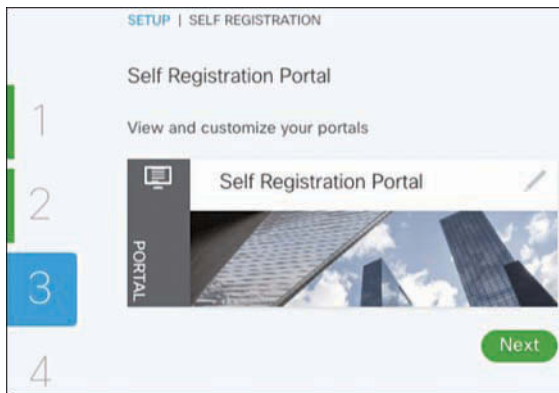 SETUP | SELF REGISTRATION
Self Registration Portal
View and customize your portals
1
2
3
4
Self Registration Portal
PORTAL
Next